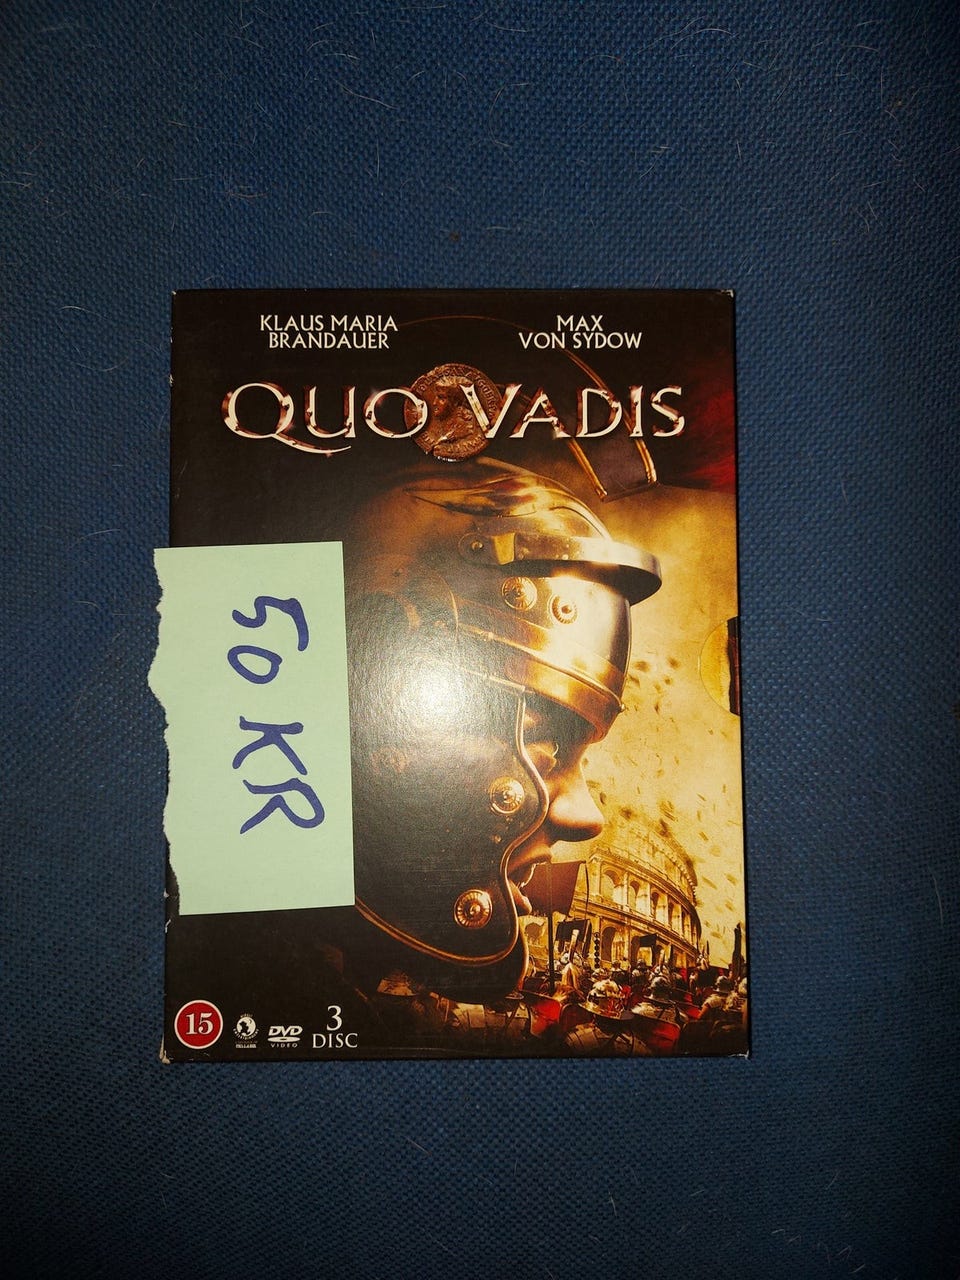 KLAUS MARIA
BRANDAUER
MAX
VON SYDOW
QUO VADIS
50 KR
15
DVD
VIDEO
3
DISC